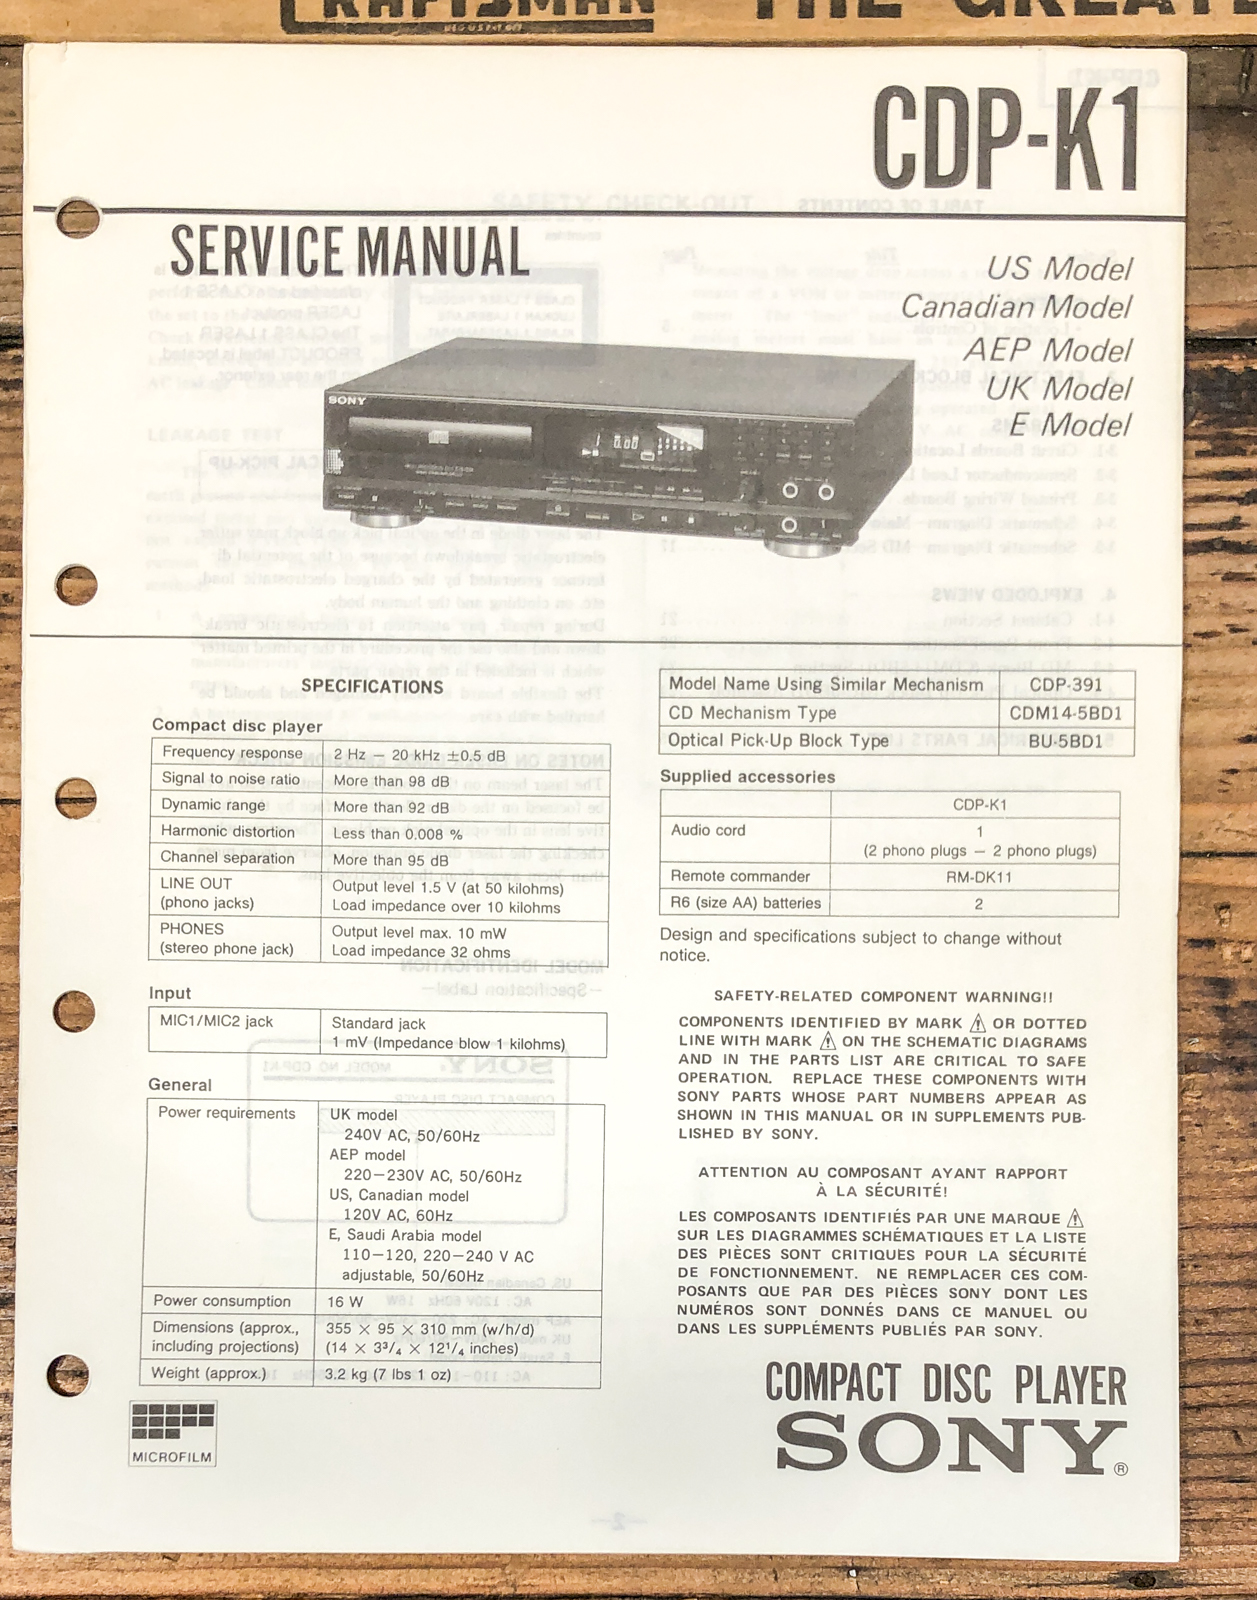 CRAFTSMAN THE GREATE
CDP-K1
SERVICE MANUAL
US Model
Canadian Model
AEP Model
UK Model
E Model
SONY
SPECIFICATIONS
Compact disc player
Frequency response 2 Hz — 20 kHz ±0.5 dB
Signal to noise ratio More than 98 dB
Dynamic range More than 92 dB
Harmonic distortion Less than 0.008 %
Channel separation More than 95 dB
LINE OUT Output level 1.5 V (at 50 kilohms)
(phono jacks) Load impedance over 10 kilohms
PHONES Output level max. 10 mW
(stereo phone jack) Load impedance 32 ohms
Input
MIC1/MIC2 jack Standard jack
1 mV (Impedance blow 1 kilohms)
General
Power requirements UK model
240V AC, 50/60Hz
AEP model
220—230V AC, 50/60Hz
US, Canadian model
120V AC, 60Hz
E, Saudi Arabia model
110—120, 220—240 V AC
adjustable, 50/60Hz
Power consumption 16 W
Dimensions (approx., 355 × 95 × 310 mm (w/h/d)
including projections) (14 × 3³/₄ × 12¹/₄ inches)
Weight (approx.) 3.2 kg (7 lbs 1 oz)
MICROFILM
Model Name Using Similar Mechanism CDP-391
CD Mechanism Type CDM14-5BD1
Optical Pick-Up Block Type BU-5BD1
Supplied accessories
CDP-K1
Audio cord 1
(2 phono plugs — 2 phono plugs)
Remote commander RM-DK11
R6 (size AA) batteries 2
Design and specifications subject to change without
notice.
SAFETY-RELATED COMPONENT WARNING!!
COMPONENTS IDENTIFIED BY MARK ⚠ OR DOTTED
LINE WITH MARK ⚠ ON THE SCHEMATIC DIAGRAMS
AND IN THE PARTS LIST ARE CRITICAL TO SAFE
OPERATION. REPLACE THESE COMPONENTS WITH
SONY PARTS WHOSE PART NUMBERS APPEAR AS
SHOWN IN THIS MANUAL OR IN SUPPLEMENTS PUB-
LISHED BY SONY.
ATTENTION AU COMPOSANT AYANT RAPPORT
À LA SÉCURITÉ!
LES COMPOSANTS IDENTIFIÉS PAR UNE MARQUE ⚠
SUR LES DIAGRAMMES SCHÉMATIQUES ET LA LISTE
DES PIÈCES SONT CRITIQUES POUR LA SÉCURITÉ
DE FONCTIONNEMENT. NE REMPLACER CES COM-
POSANTS QUE PAR DES PIÈCES SONY DONT LES
NUMÉROS SONT DONNÉS DANS CE MANUEL OU
DANS LES SUPPLÉMENTS PUBLIÉS PAR SONY.
COMPACT DISC PLAYER
SONY®